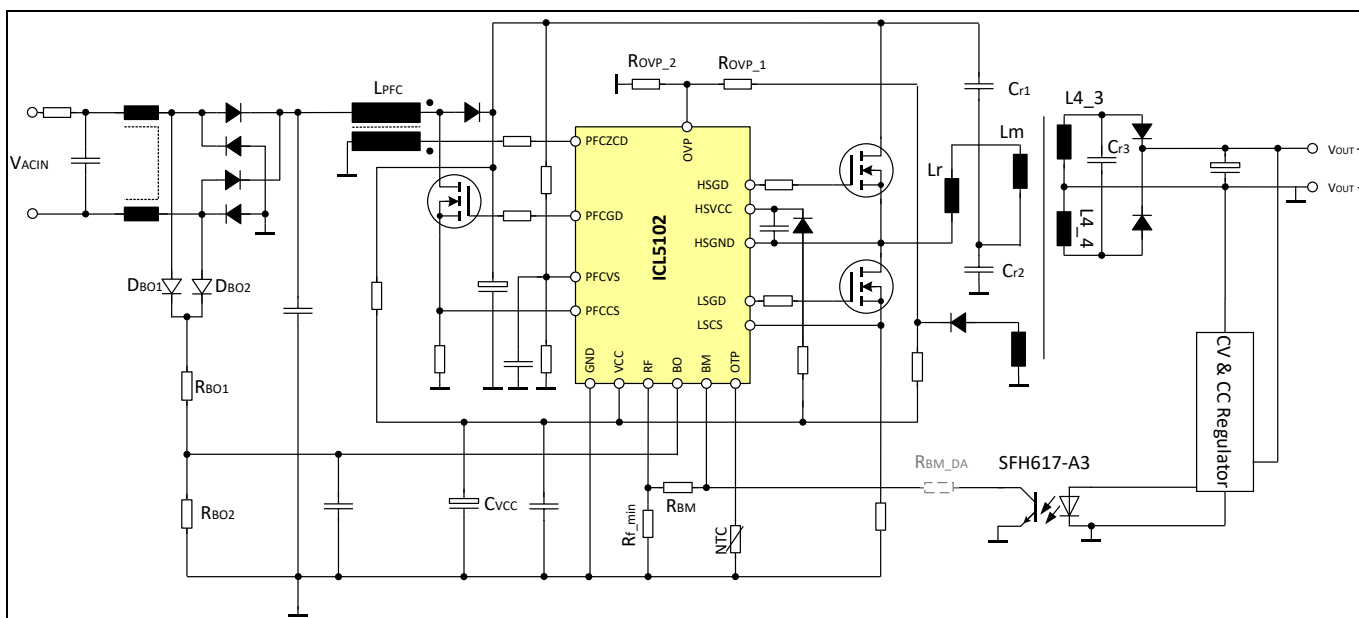 ROVP_2
ROVP_1
LPFC
Cr1
L4_3
PFCZCD
OVP
Lm
Cr3
VOUT +
VACIN
Lr
HSGD
VOUT -
HSVCC
PFCGD
HSGND
L4_4
ICL5102
Cr2
DBO1
DBO2
PFCVS
LSGD
PFCCS
LSCS
GND
VCC
RF
BO
BM
OTP
CV & CC Regulator
RBO1
RBM_DA
SFH617-A3
RBO2
CVCC
RBM
Rf_min
NTC